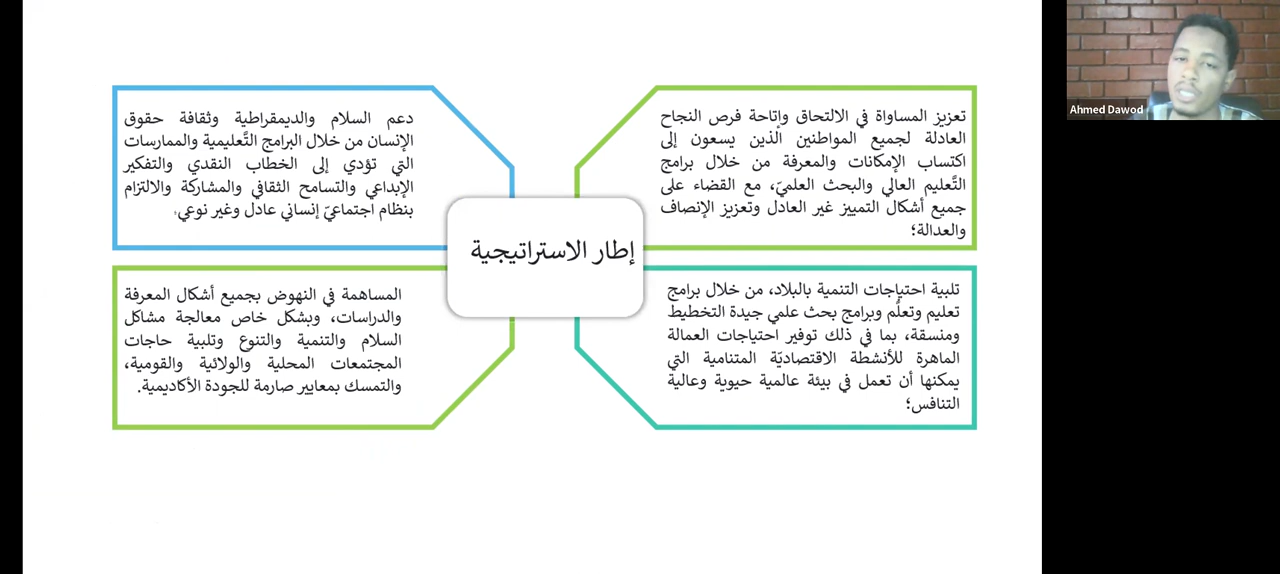 تعزيز المساواة في الالتحاق وإتاحة فرص النجاح
العادلة لجميع المواطنين الذين يسعون إلى
اكتساب الإمكانات والمعرفة من خلال برامج
التَّعليم العالي والبحث العلميّ، مع القضاء على
جميع أشكال التمييز غير العادل وتعزيز الإنصاف
والعدالة؛
دعم السلام والديمقراطية وثقافة حقوق
الإنسان من خلال البرامج التَّعليمية والممارسات
التي تؤدي إلى الخطاب النقدي والتفكير
الإبداعي والتسامح الثقافي والمشاركة والالتزام
بنظام اجتماعيّ إنساني عادل وغير نوعي.
إطار الاستراتيجية
تلبية احتياجات التنمية بالبلاد، من خلال برامج
تعليم وتعلُّم وبرامج بحث علمي جيدة التخطيط
ومنسقة، بما في ذلك توفير احتياجات العمالة
الماهرة للأنشطة الاقتصاديّة المتنامية التي
يمكنها أن تعمل في بيئة عالمية حيوية وعالية
التنافس؛
المساهمة في النهوض بجميع أشكال المعرفة
والدراسات، وبشكل خاص معالجة مشاكل
السلام والتنمية والتنوع وتلبية حاجات
المجتمعات المحلية والولائية والقومية،
والتمسك بمعايير صارمة للجودة الأكاديمية.
Ahmed Dawod